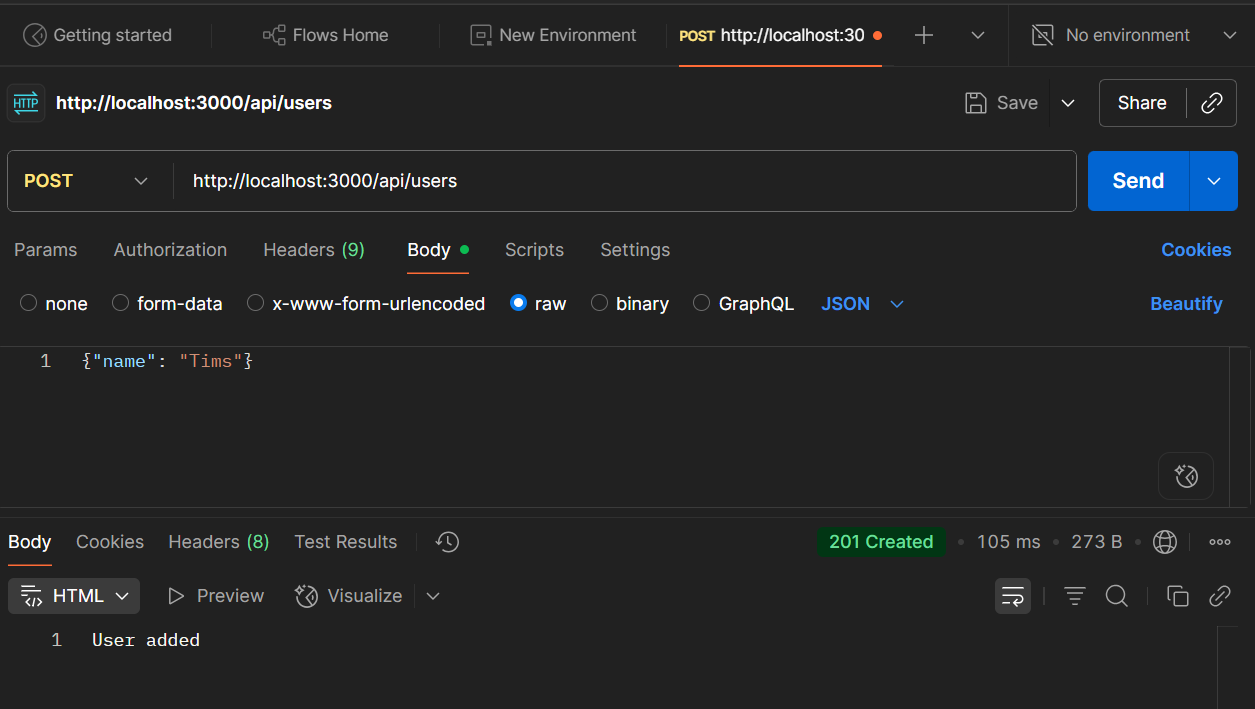 Getting started Flows Home New Environment POST http://localhost:30 No environment
HTTP http://localhost:3000/api/users Save Share
POST http://localhost:3000/api/users Send
Params Authorization Headers (9) Body Scripts Settings Cookies
none form-data x-www-form-urlencoded raw binary GraphQL JSON Beautify
1 {"name": "Tims"}
Body Cookies Headers (8) Test Results 201 Created 105 ms 273 B
HTML Preview Visualize
1 User added